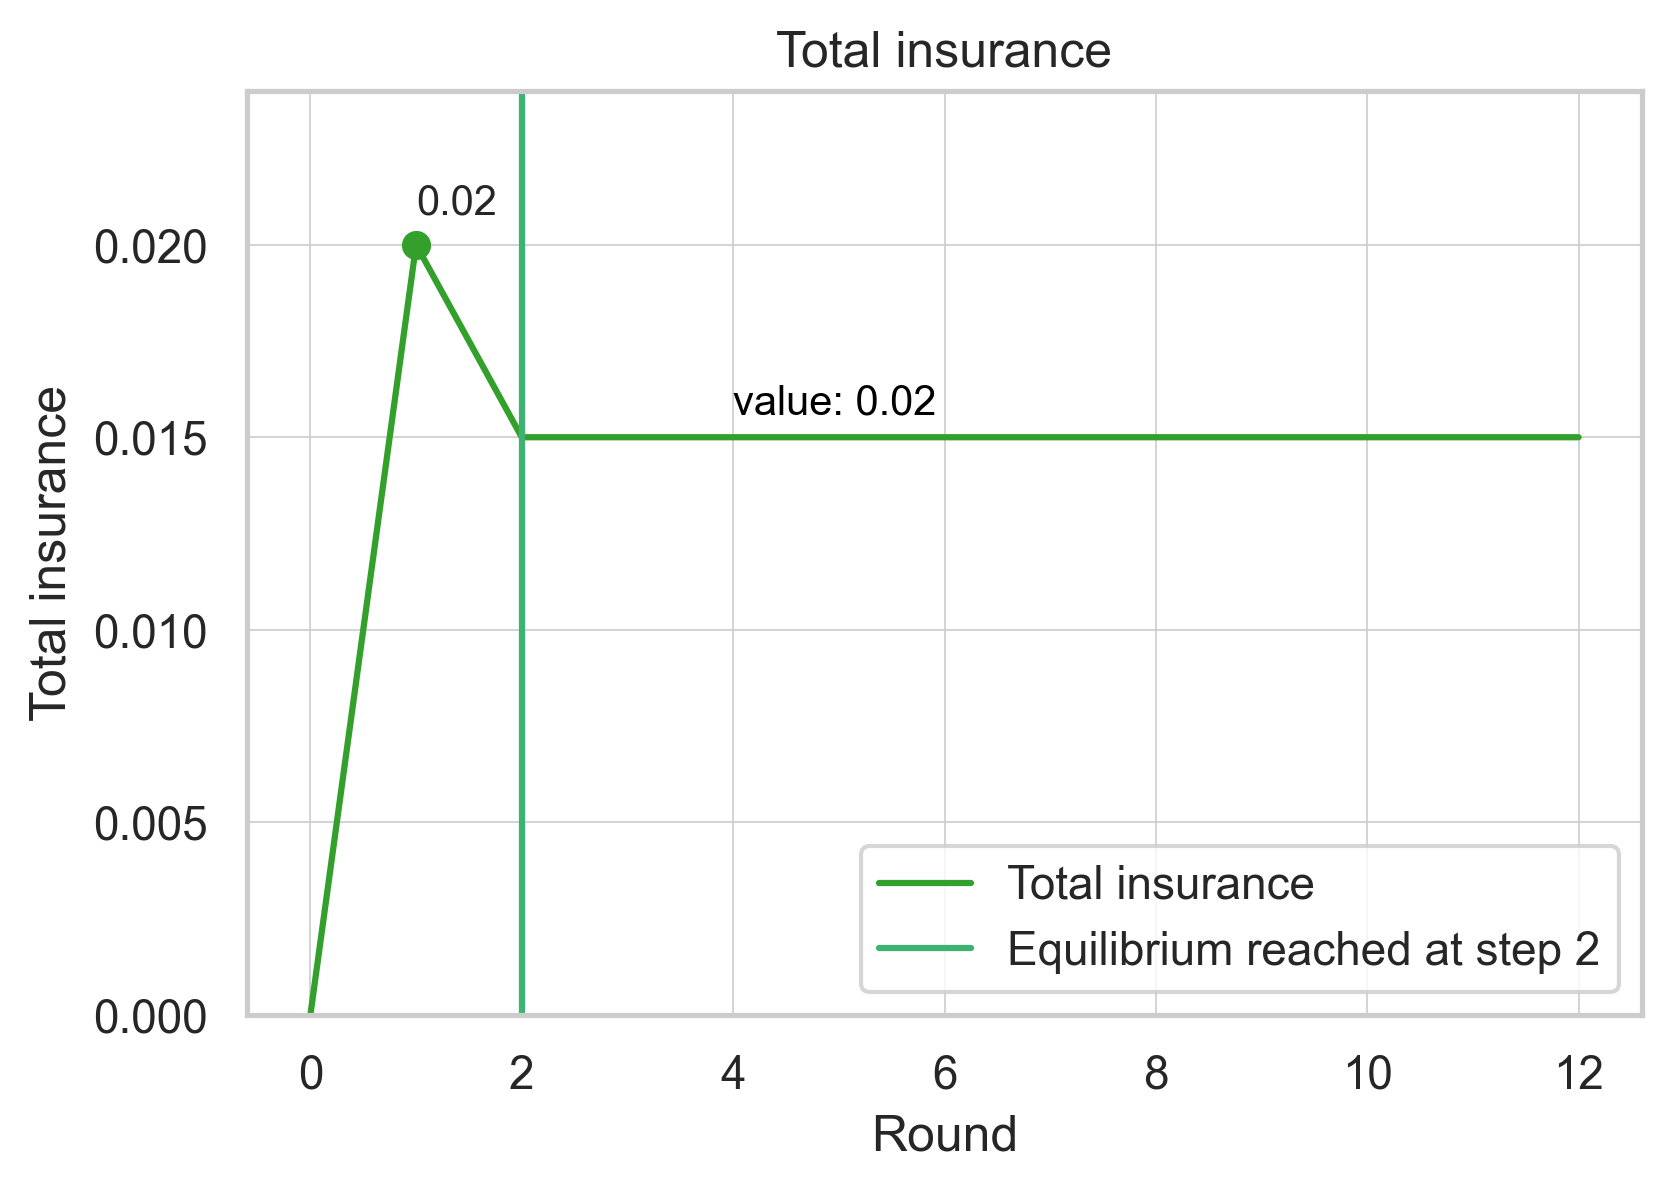 Total insurance
0.02
value: 0.02
0.020
0.015
0.010
0.005
0.000
Total insurance
Total insurance
Equilibrium reached at step 2
0 2 4 6 8 10 12
Round